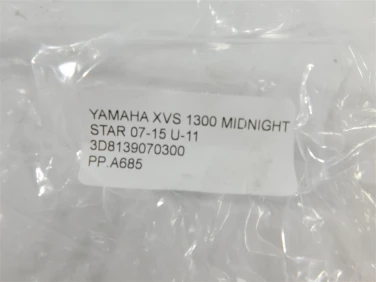 YAMAHA XVS 1300 MIDNIGHT
STAR 07-15 U-11
3D8139070300
PP.A685